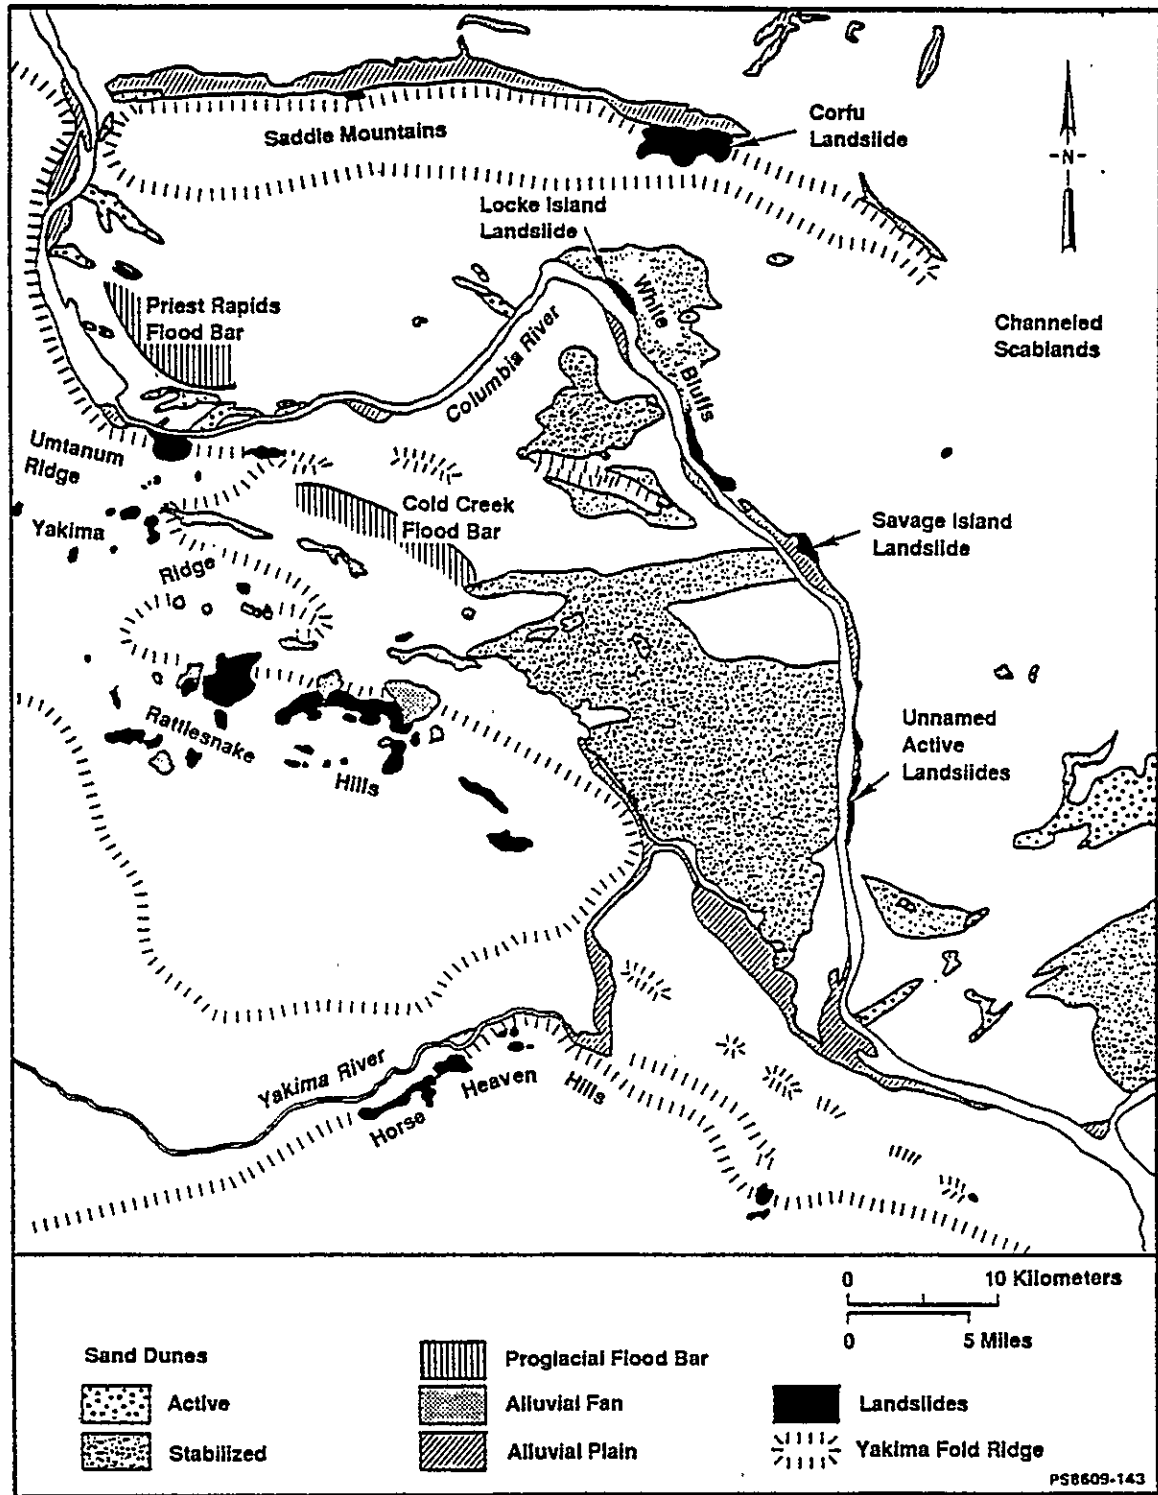 Saddle Mountains
Corfu
Landslide
N
Locke Island
Landslide
White
Bluffs
Priest Rapids
Flood Bar
Columbia River
Channeled
Scablands
Umtanum
Ridge
Cold Creek
Flood Bar
Yakima
Ridge
Savage Island
Landslide
Rattlesnake
Hills
Unnamed
Active
Landslides
Yakima River
Horse
Heaven
Hills
0 10 Kilometers
0 5 Miles
Sand Dunes
Active
Stabilized
Proglacial Flood Bar
Alluvial Fan
Alluvial Plain
Landslides
Yakima Fold Ridge
PS8609-143